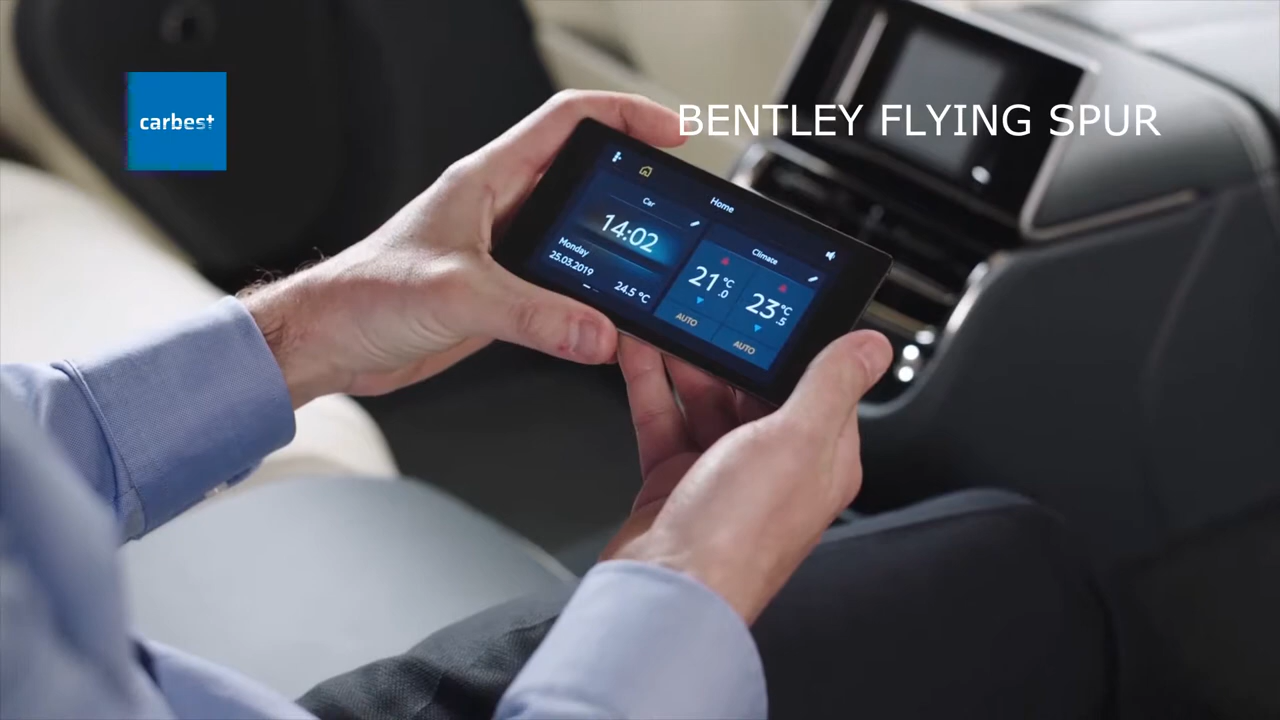 carbest
BENTLEY FLYING SPUR
Home
Car
14:02
Monday
25.03.2019
24.5 °C
Climate
21 °C .0
23 °C .5
AUTO
AUTO